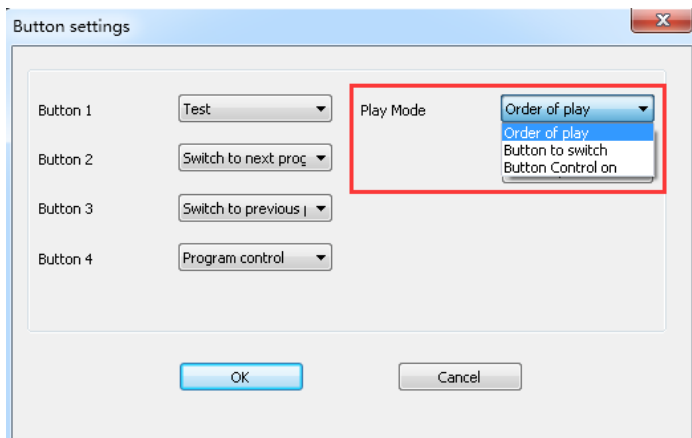 Button settings
Button 1
Test
Play Mode
Order of play
Order of play
Button to switch
Button Control on
Button 2
Switch to next prog
Button 3
Switch to previous
Button 4
Program control
OK
Cancel